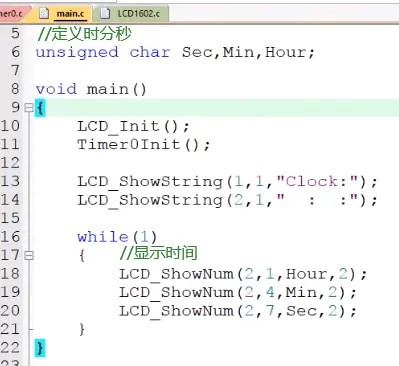 mer0.c main.c LCD1602.c
5 //定义时分秒
6 unsigned char Sec,Min,Hour;
7
8 void main()
9 {
10 LCD_Init();
11 Timer0Init();
12
13 LCD_ShowString(1,1,"Clock:");
14 LCD_ShowString(2,1,"  :  :");
15
16 while(1)
17 { //显示时间
18 LCD_ShowNum(2,1,Hour,2);
19 LCD_ShowNum(2,4,Min,2);
20 LCD_ShowNum(2,7,Sec,2);
21 }
22 }
23